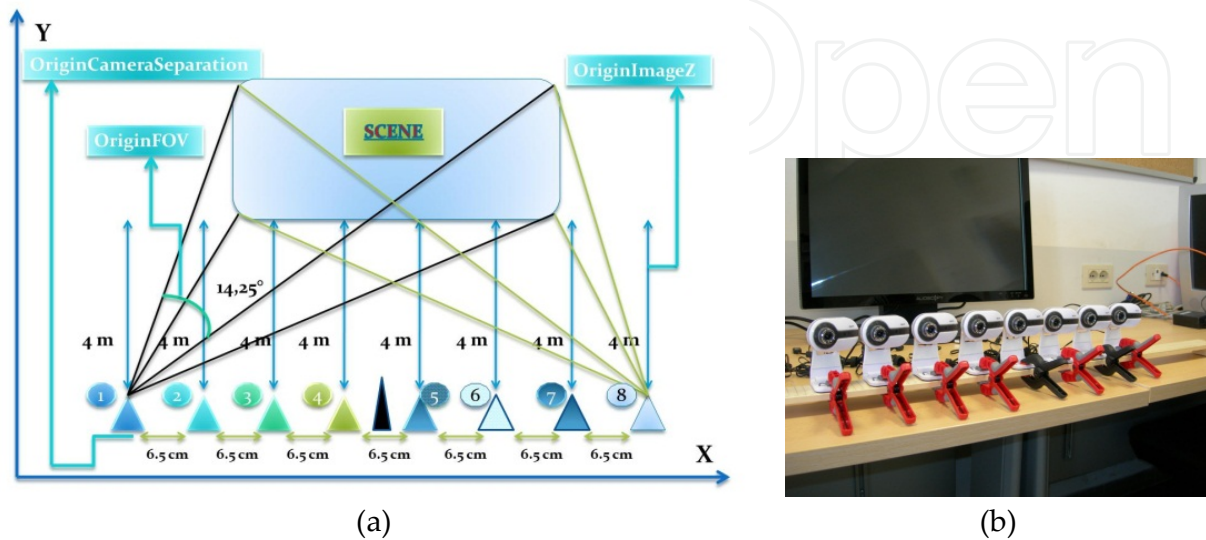 Open
Y
OriginCameraSeparation
OriginImageZ
SCENE
OriginFOV
14,25°
4 m 4 m 4 m 4 m 4 m 4 m 4 m 4 m
1 2 3 4 5 6 7 8
6.5 cm 6.5 cm 6.5 cm 6.5 cm 6.5 cm 6.5 cm 6.5 cm
X
(a) (b)